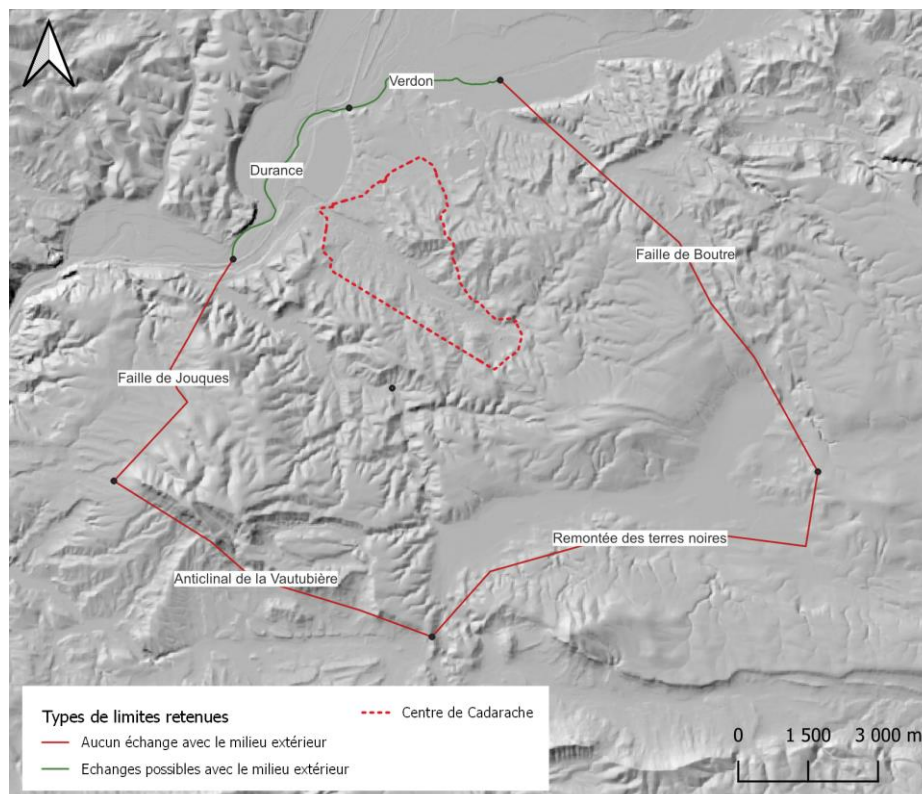 Verdon
Durance
Faille de Boutre
Faille de Jouques
Remontée des terres noires
Anticlinal de la Vautubière
Types de limites retenues
Centre de Cadarache
Aucun échange avec le milieu extérieur
Echanges possibles avec le milieu extérieur
0 1 500 3 000 m